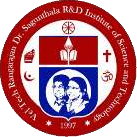 Vel Tech Rangarajan Dr. Sagunthala R&D Institute of Science and Technology
* 1997 *